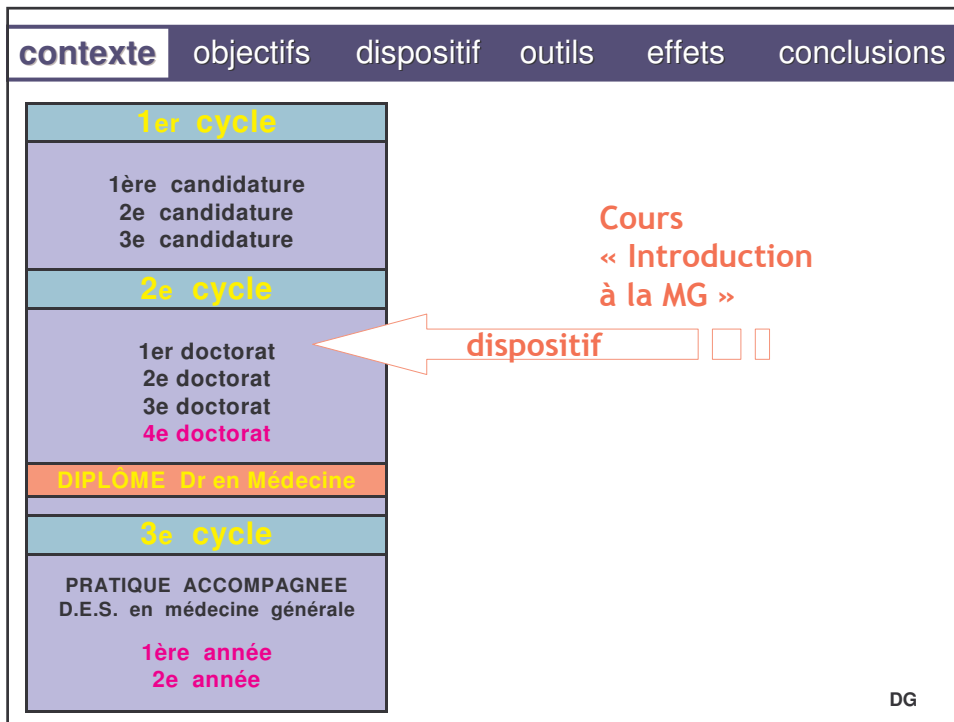 contexte objectifs dispositif outils effets conclusions
1er cycle
1ère candidature
2e candidature
3e candidature
2e cycle
1er doctorat
2e doctorat
3e doctorat
4e doctorat
DIPLÔME Dr en Médecine
3e cycle
PRATIQUE ACCOMPAGNEE
D.E.S. en médecine générale
1ère année
2e année
Cours
« Introduction
à la MG »
dispositif
DG